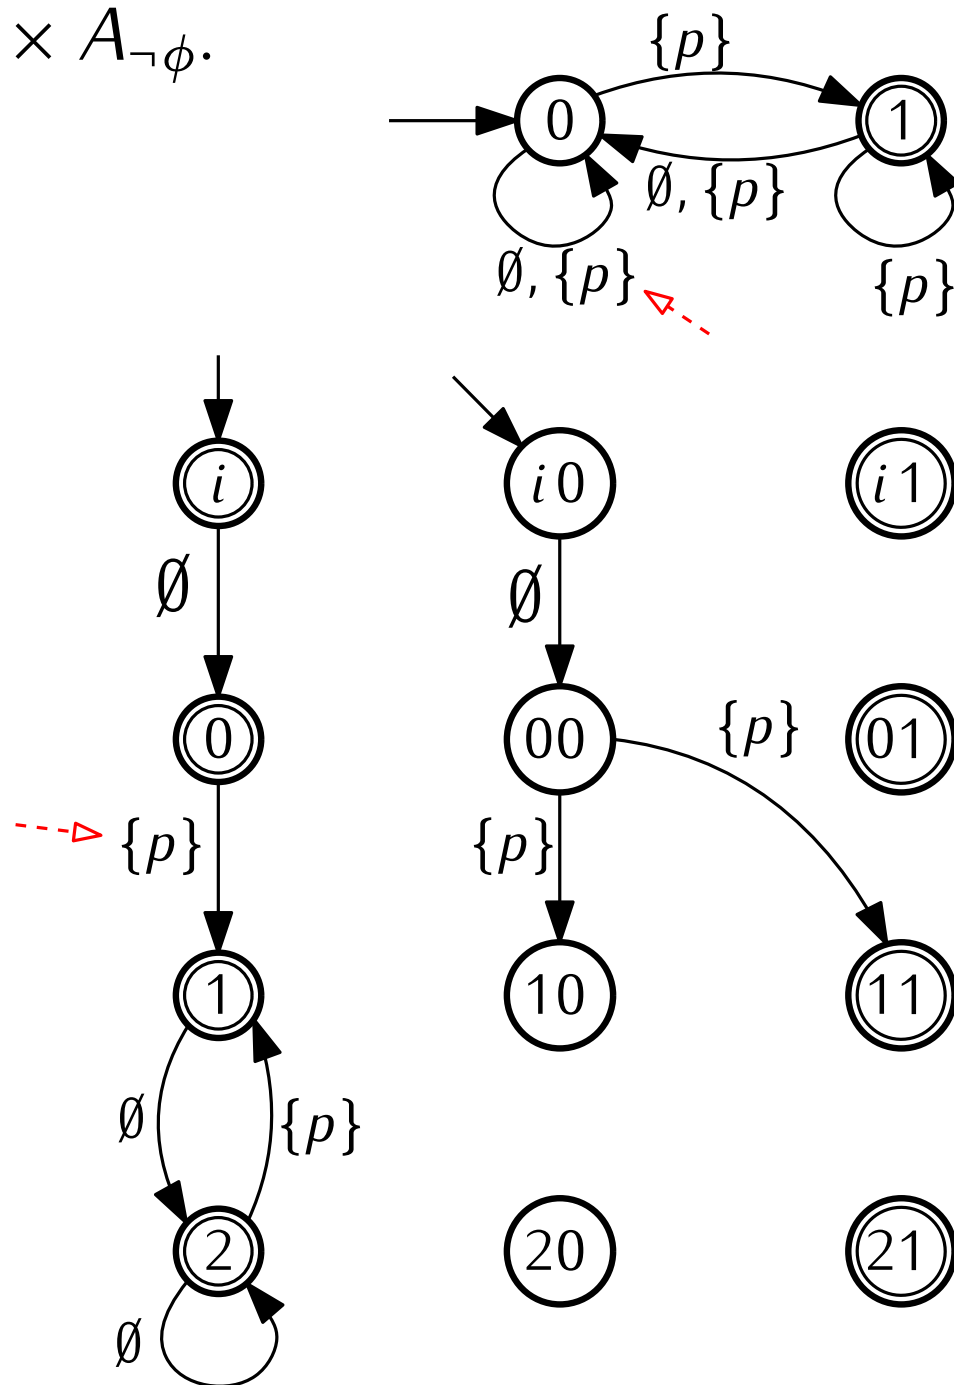 × A¬ϕ.
{p}
0 1
∅, {p}
∅, {p} {p}
i i0 i1
∅ ∅
0 00 01
{p}
{p} {p}
1 10 11
∅ {p}
2 20 21
∅